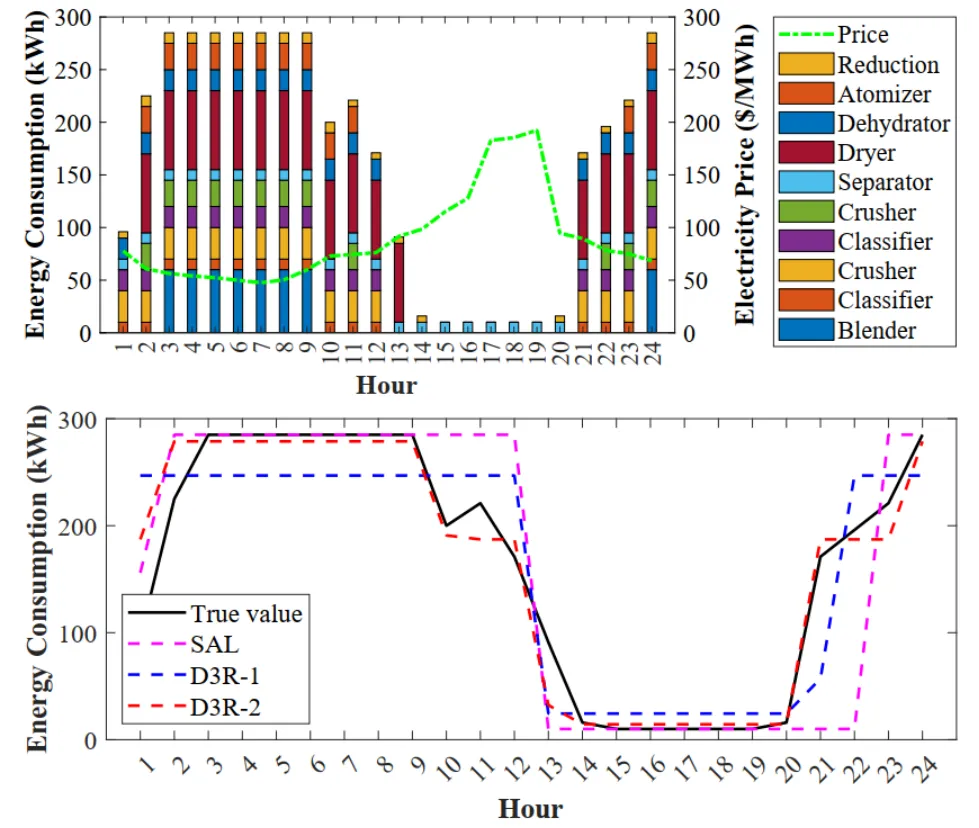 Energy Consumption (kWh)
300
250
200
150
100
50
0
1 2 3 4 5 6 7 8 9 10 11 12 13 14 15 16 17 18 19 20 21 22 23 24
Hour
300
250
200
150
100
50
0
Electricity Price ($/MWh)
Price
Reduction
Atomizer
Dehydrator
Dryer
Separator
Crusher
Classifier
Crusher
Classifier
Blender
Energy Consumption (kWh)
300
200
100
0
True value
SAL
D3R-1
D3R-2
1 2 3 4 5 6 7 8 9 10 11 12 13 14 15 16 17 18 19 20 21 22 23 24
Hour